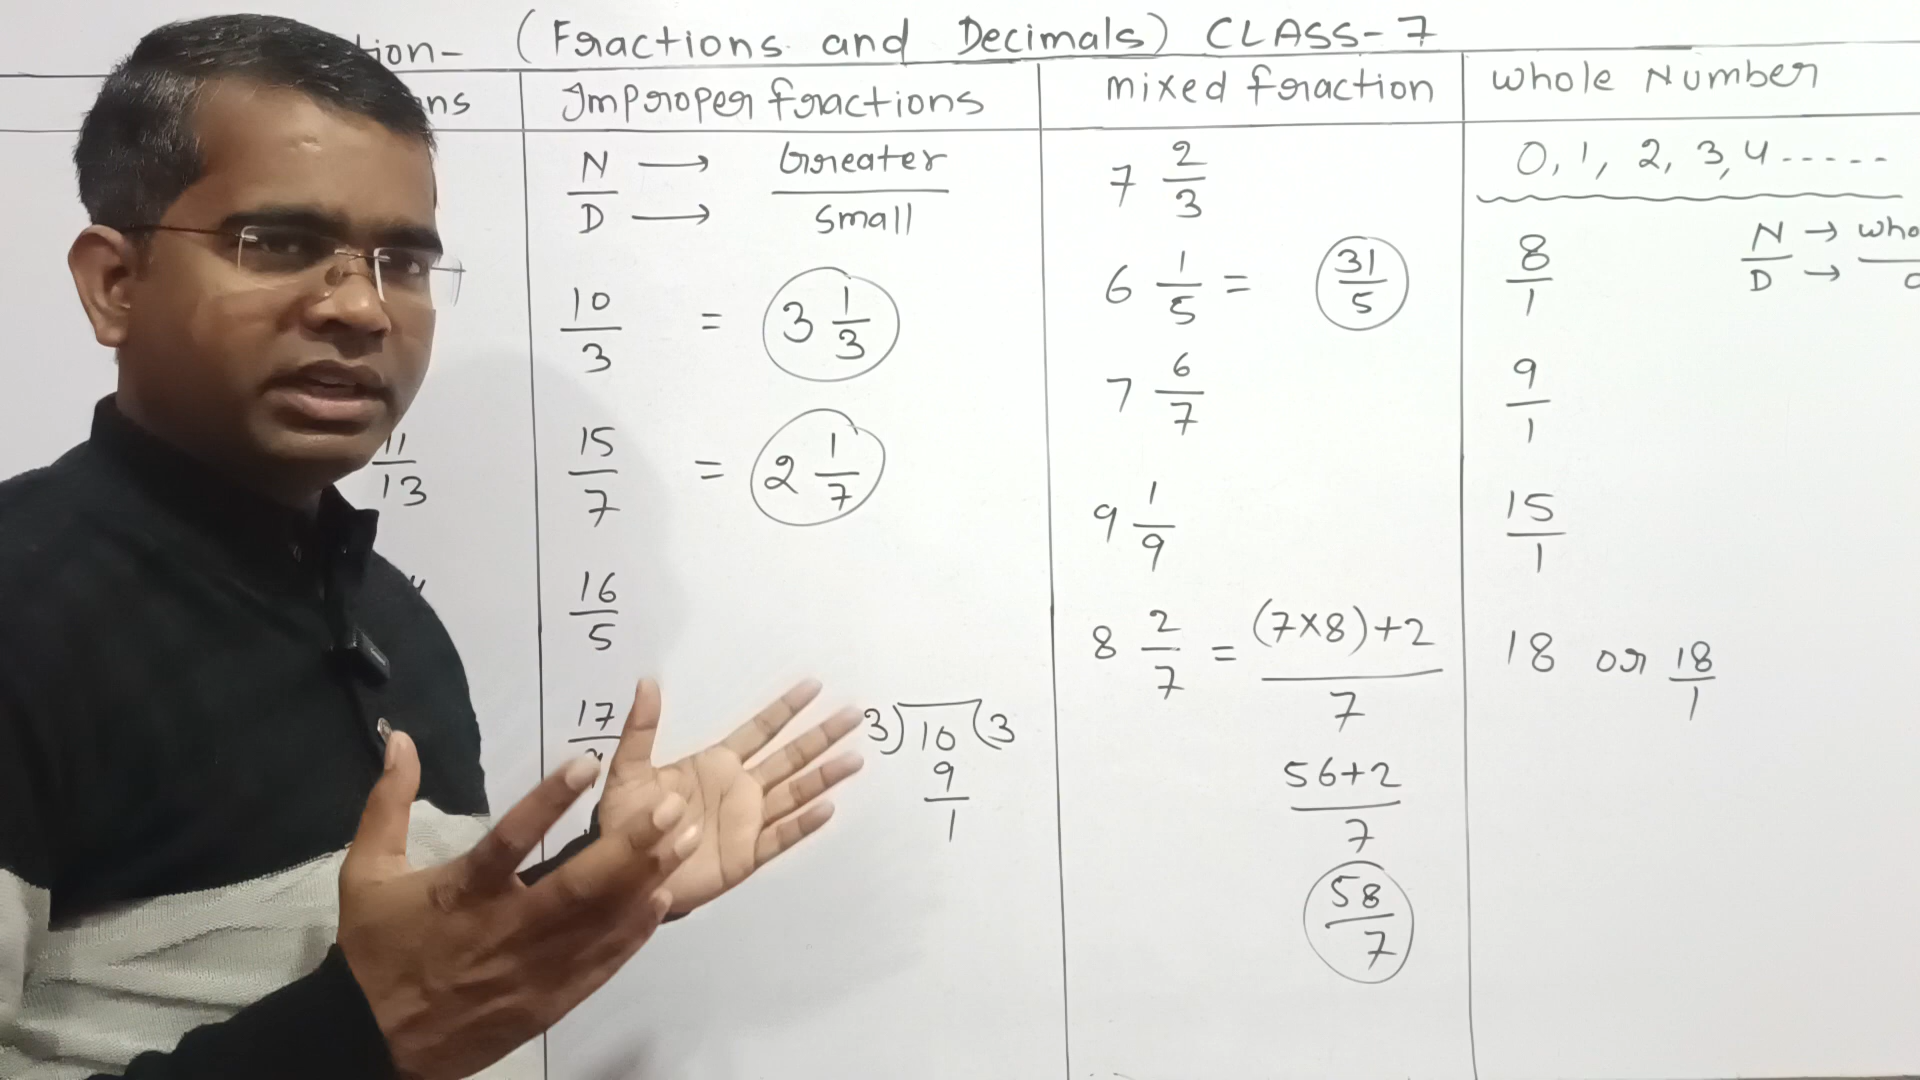 tion- (Fractions and Decimals) CLASS-7
ns
11/13
Improper fractions
N → Greater
D → Small
10/3 = 3 1/3
15/7 = 2 1/7
16/5
17
3)10(3
9
1
mixed fraction
7 2/3
6 1/5 = 31/5
7 6/7
9 1/9
8 2/7 = (7×8)+2/7
56+2/7
58/7
Whole Number
0, 1, 2, 3, 4-----
N → who
D →
8/1
9/1
15/1
18 or 18/1